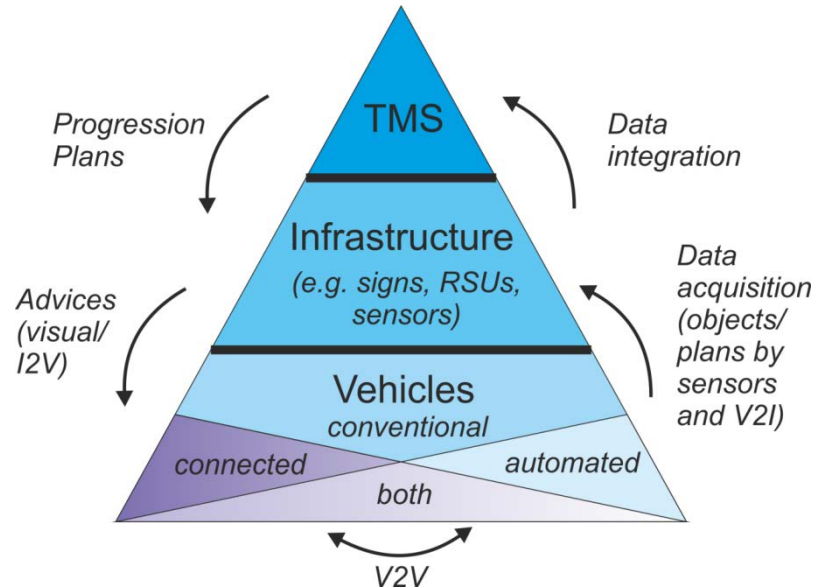 TMS
Progression
Plans
Data
integration
Infrastructure
(e.g. signs, RSUs,
sensors)
Advices
(visual/
I2V)
Data
acquisition
(objects/
plans by
sensors
and V2I)
Vehicles
conventional
connected
automated
both
V2V